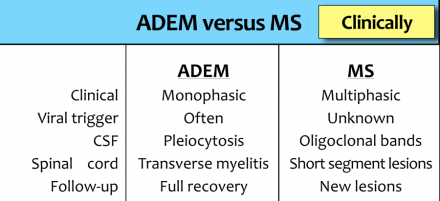 ADEM versus MS Clinically
ADEM MS
Clinical Monophasic Multiphasic
Viral trigger Often Unknown
CSF Pleiocytosis Oligoclonal bands
Spinal cord Transverse myelitis Short segment lesions
Follow-up Full recovery New lesions